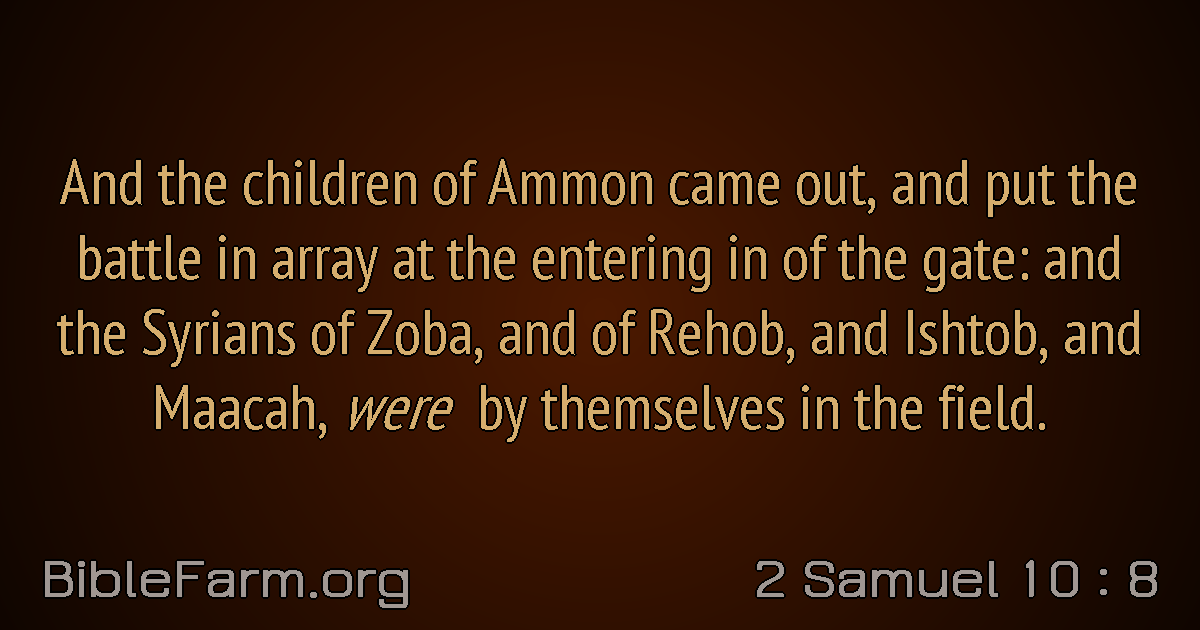 And the children of Ammon came out, and put the
battle in array at the entering in of the gate: and
the Syrians of Zoba, and of Rehob, and Ishtob, and
Maacah, were by themselves in the field.
BibleFarm.org
2 Samuel 10 : 8